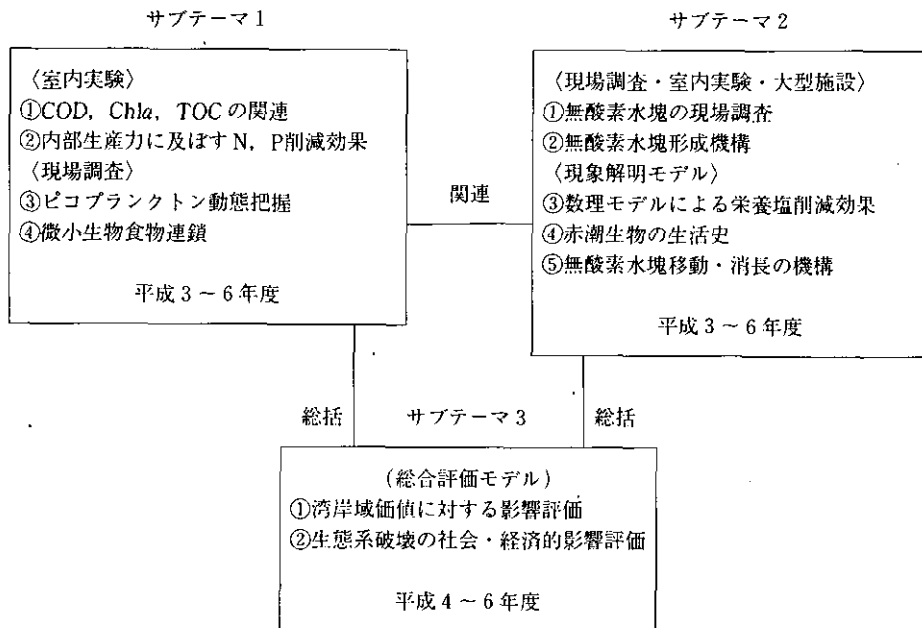 サブテーマ1
〈室内実験〉
①COD, Chla, TOCの関連
②内部生産力に及ぼすN, P削減効果
〈現場調査〉
③ピコプランクトン動態把握
④微小生物食物連鎖
平成3~6年度
関連
サブテーマ2
〈現場調査・室内実験・大型施設〉
①無酸素水塊の現場調査
②無酸素水塊形成機構
〈現象解明モデル〉
③数理モデルによる栄養塩削減効果
④赤潮生物の生活史
⑤無酸素水塊移動・消長の機構
平成3~6年度
総括
サブテーマ3
総括
(総合評価モデル)
①湾岸域価値に対する影響評価
②生態系破壊の社会・経済的影響評価
平成4~6年度